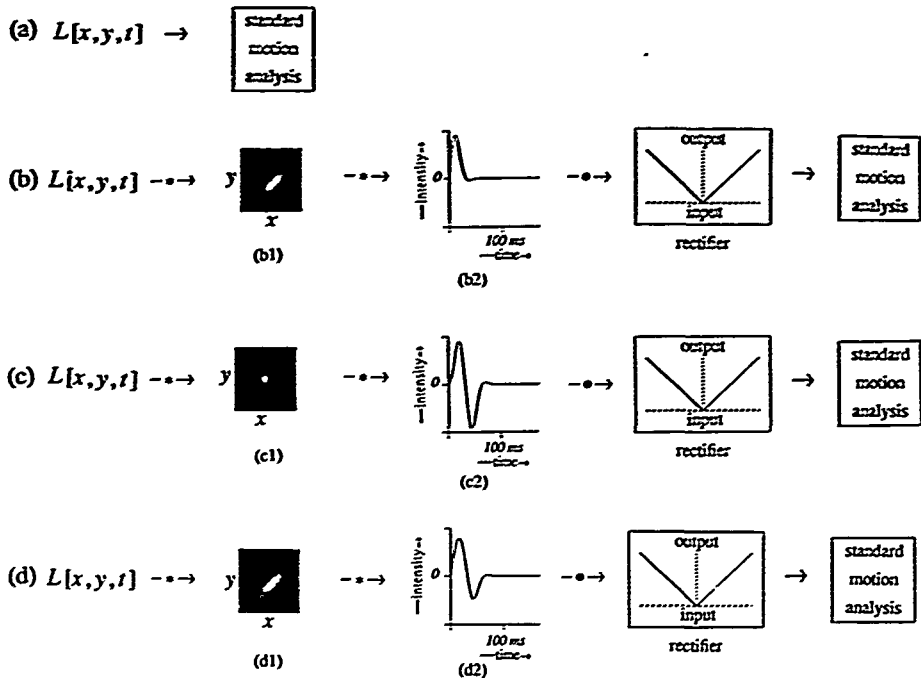 (a) L[x,y,t] →
standard
motion
analysis
(b) L[x,y,t] -*→
y
x
(b1)
-*→
Intensity
0
100 ms
time
(b2)
-•→
output
input
rectifier
→
standard
motion
analysis
(c) L[x,y,t] -*→
y
x
(c1)
-*→
Intensity
0
100 ms
time
(c2)
-•→
output
input
rectifier
→
standard
motion
analysis
(d) L[x,y,t] -*→
y
x
(d1)
-*→
Intensity
0
100 ms
time
(d2)
-•→
output
input
rectifier
→
standard
motion
analysis